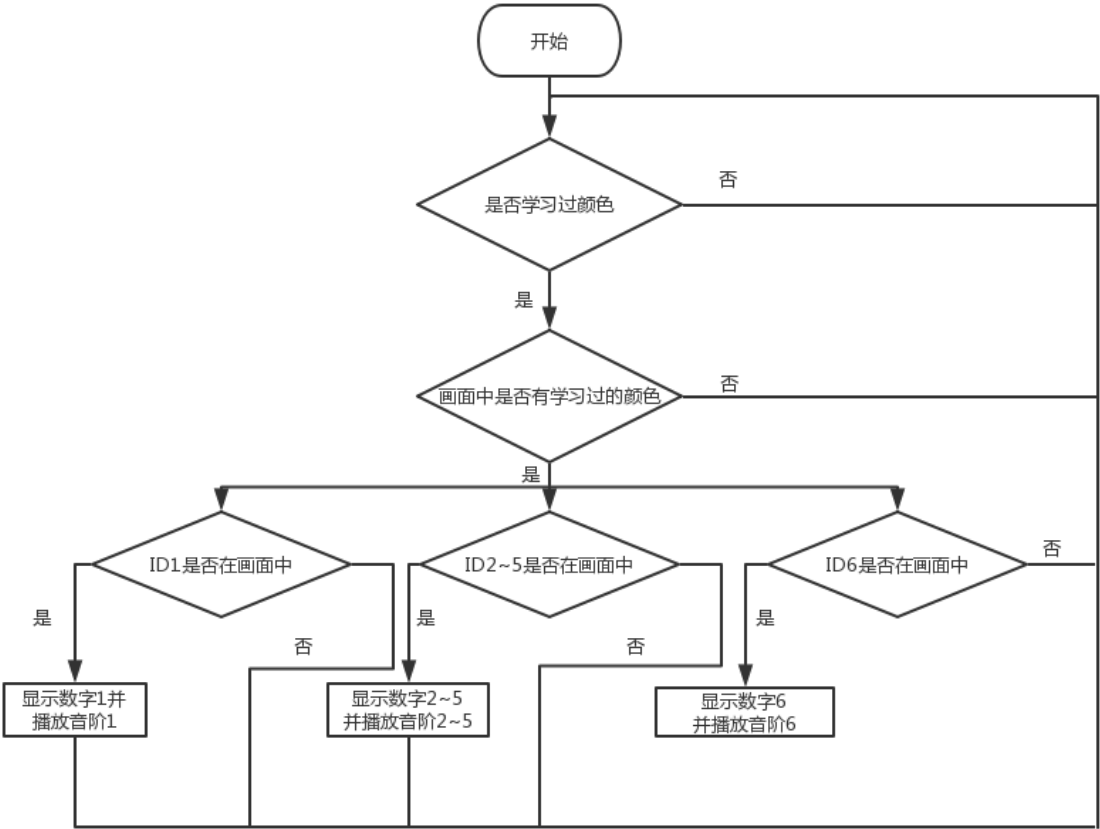 开始
是否学习过颜色
否
是
画面中是否有学习过的颜色
否
是
ID1是否在画面中
ID2~5是否在画面中
ID6是否在画面中
否
是
否
是
否
是
显示数字1并
播放音阶1
显示数字2~5
并播放音阶2~5
显示数字6
并播放音阶6